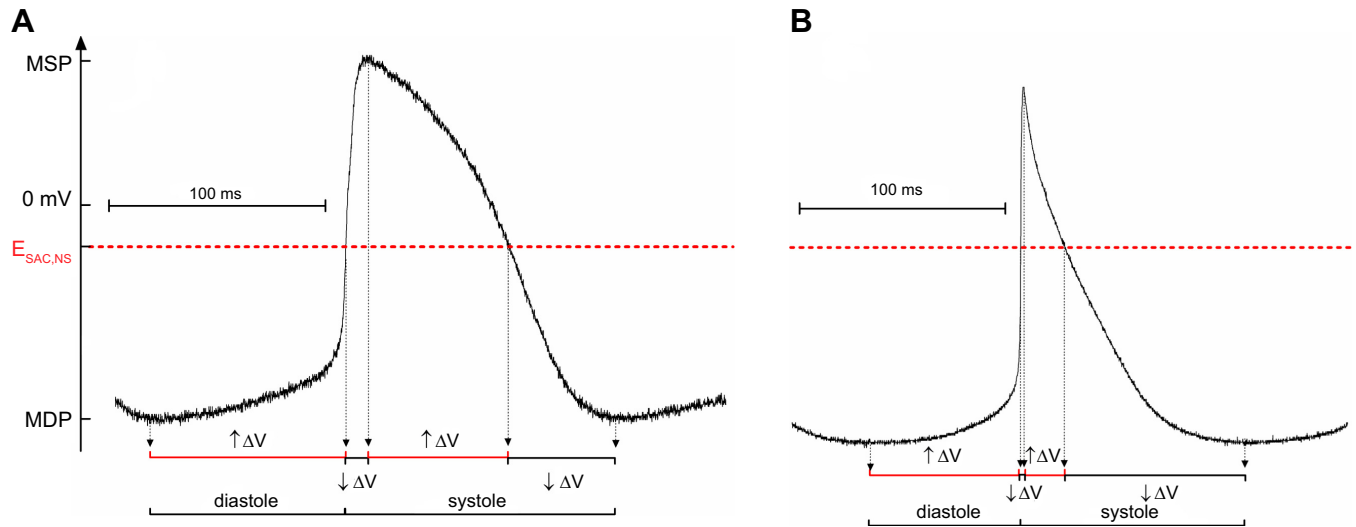 A
MSP
100 ms
0 mV
E_SAC,NS
MDP
↑ΔV ↑ΔV
↓ΔV ↓ΔV
diastole systole
B
100 ms
↑ΔV ↑ΔV
↓ΔV ↓ΔV
diastole systole